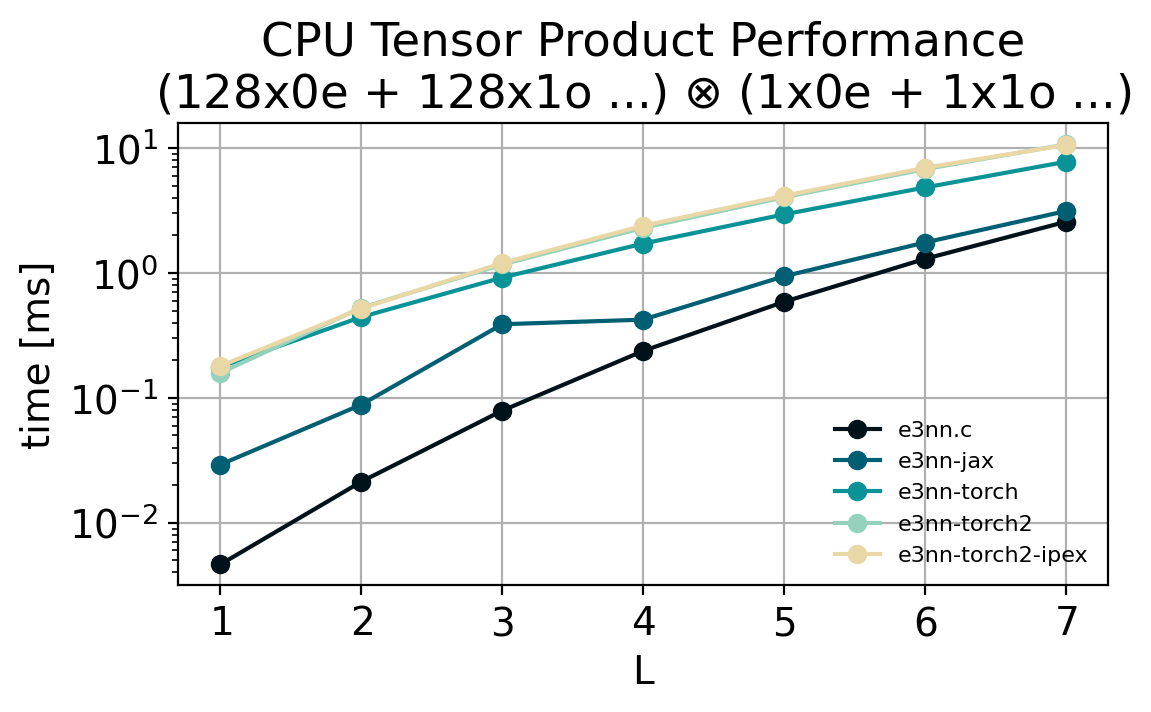 CPU Tensor Product Performance
(128x0e + 128x1o ...) ⊗ (1x0e + 1x1o ...)
time [ms]
10¹
10⁰
10⁻¹
10⁻²
e3nn.c
e3nn-jax
e3nn-torch
e3nn-torch2
e3nn-torch2-ipex
1 2 3 4 5 6 7
L